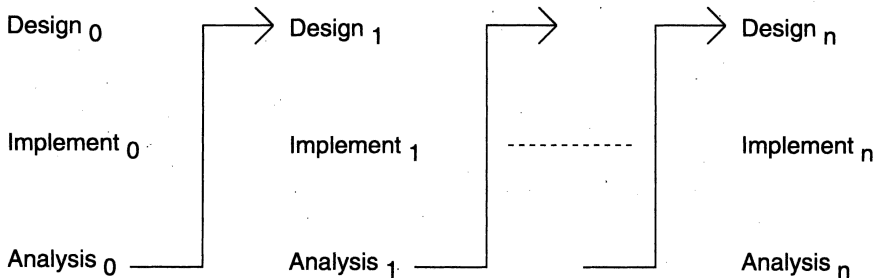 Design 0 Design 1 Design n
Implement 0 Implement 1 Implement n
Analysis 0 Analysis 1 Analysis n